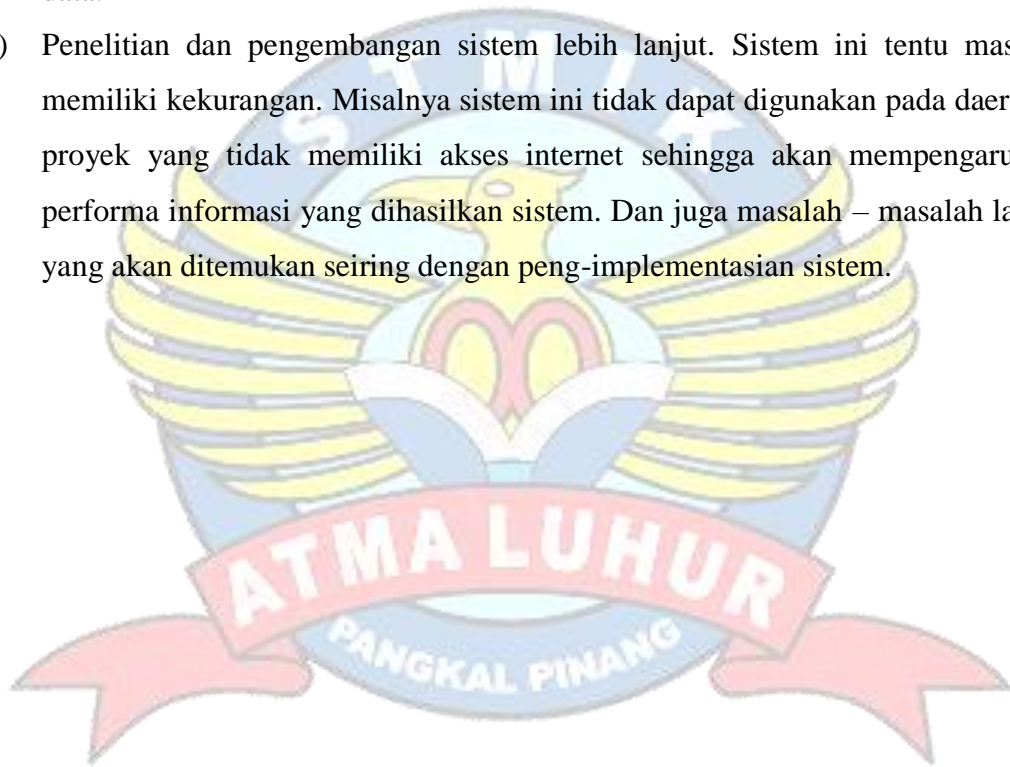 ) Penelitian dan pengembangan sistem lebih lanjut. Sistem ini tentu mas
memiliki kekurangan. Misalnya sistem ini tidak dapat digunakan pada daer
proyek yang tidak memiliki akses internet sehingga akan mempengaru
performa informasi yang dihasilkan sistem. Dan juga masalah – masalah la
yang akan ditemukan seiring dengan peng-implementasian sistem.
STMIK
ATMA LUHUR
PANGKAL PINANG